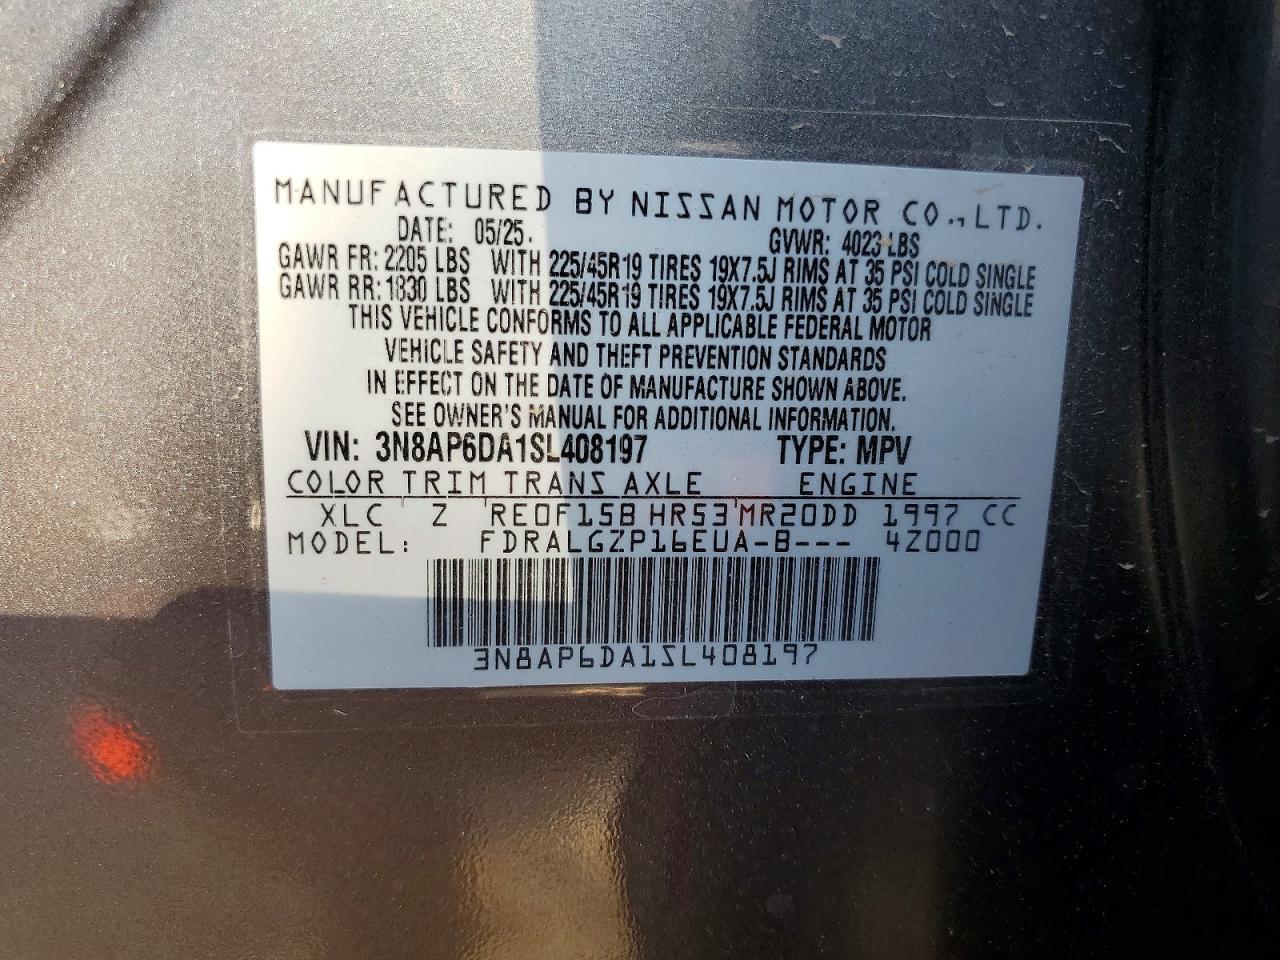 MANUFACTURED BY NISSAN MOTOR CO.,LTD.
DATE: 05/25. GVWR: 4023 LBS
GAWR FR: 2205 LBS WITH 225/45R19 TIRES 19X7.5J RIMS AT 35 PSI COLD SINGLE
GAWR RR: 1830 LBS WITH 225/45R19 TIRES 19X7.5J RIMS AT 35 PSI COLD SINGLE
THIS VEHICLE CONFORMS TO ALL APPLICABLE FEDERAL MOTOR
VEHICLE SAFETY AND THEFT PREVENTION STANDARDS
IN EFFECT ON THE DATE OF MANUFACTURE SHOWN ABOVE.
SEE OWNER'S MANUAL FOR ADDITIONAL INFORMATION.
VIN: 3N8AP6DA1SL408197 TYPE: MPV
COLOR TRIM TRANS AXLE ENGINE
XLC Z RE0F15B HR53 MR20DD 1997 CC
MODEL: FDRALGZP16EUA-B--- 4Z000
3N8AP6DA1SL408197